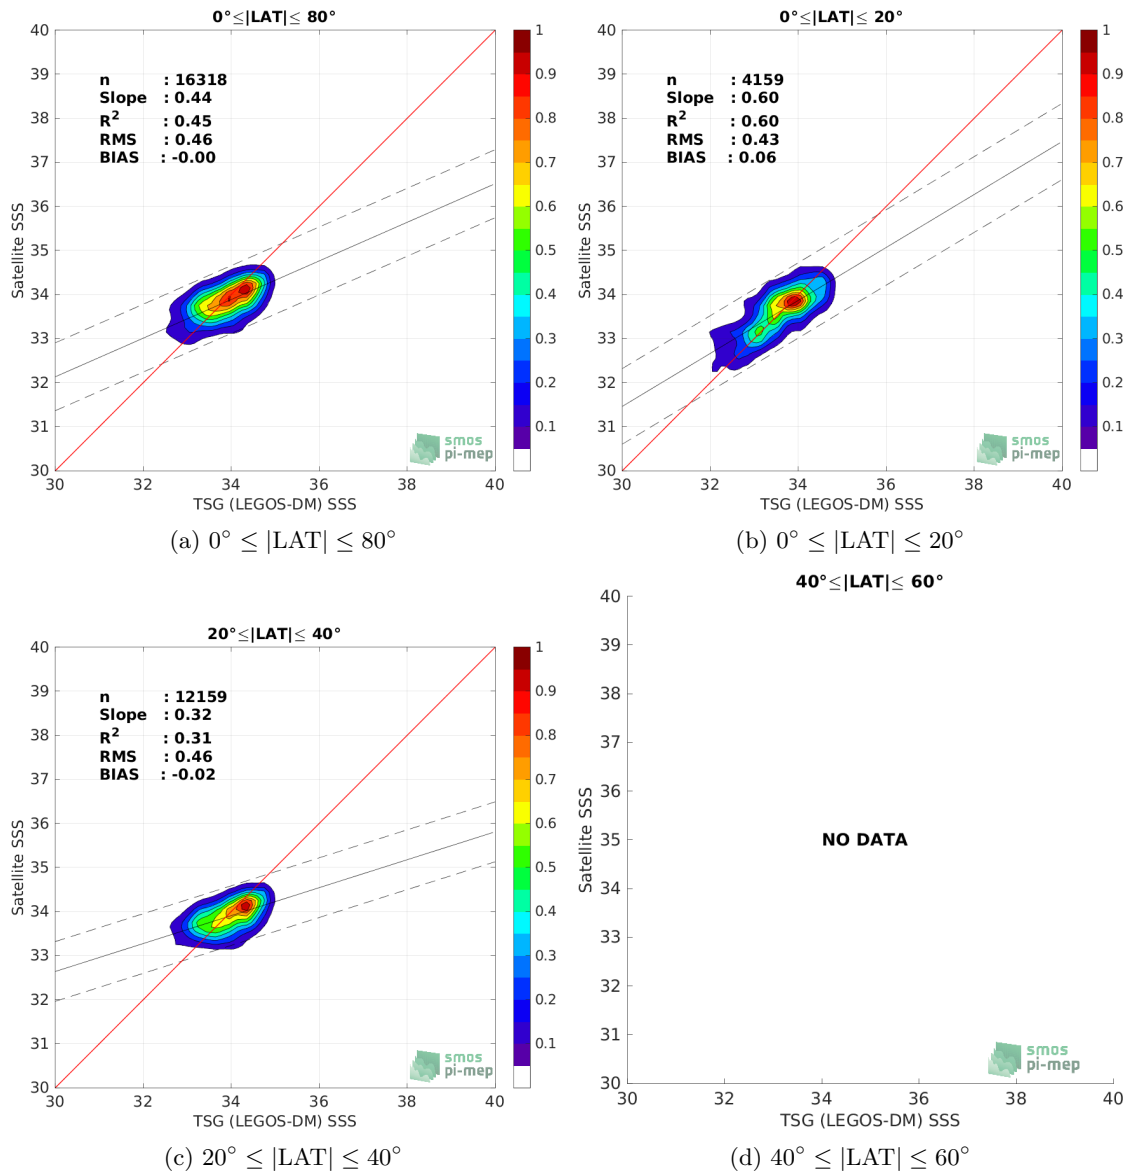 0°≤|LAT|≤ 80°
40
39
38
37
36
35
34
33
32
31
30
Satellite SSS
n : 16318
Slope : 0.44
R2 : 0.45
RMS : 0.46
BIAS : -0.00
smos
pi-mep
30 32 34 36 38 40
TSG (LEGOS-DM) SSS
1
0.9
0.8
0.7
0.6
0.5
0.4
0.3
0.2
0.1
(a) 0° ≤ |LAT| ≤ 80°
0°≤|LAT|≤ 20°
40
39
38
37
36
35
34
33
32
31
30
Satellite SSS
n : 4159
Slope : 0.60
R2 : 0.60
RMS : 0.43
BIAS : 0.06
smos
pi-mep
30 32 34 36 38 40
TSG (LEGOS-DM) SSS
1
0.9
0.8
0.7
0.6
0.5
0.4
0.3
0.2
0.1
(b) 0° ≤ |LAT| ≤ 20°
20°≤|LAT|≤ 40°
40
39
38
37
36
35
34
33
32
31
30
Satellite SSS
n : 12159
Slope : 0.32
R2 : 0.31
RMS : 0.46
BIAS : -0.02
smos
pi-mep
30 32 34 36 38 40
TSG (LEGOS-DM) SSS
1
0.9
0.8
0.7
0.6
0.5
0.4
0.3
0.2
0.1
(c) 20° ≤ |LAT| ≤ 40°
40°≤|LAT|≤ 60°
40
39
38
37
36
35
34
33
32
31
30
Satellite SSS
NO DATA
smos
pi-mep
30 32 34 36 38 40
TSG (LEGOS-DM) SSS
(d) 40° ≤ |LAT| ≤ 60°